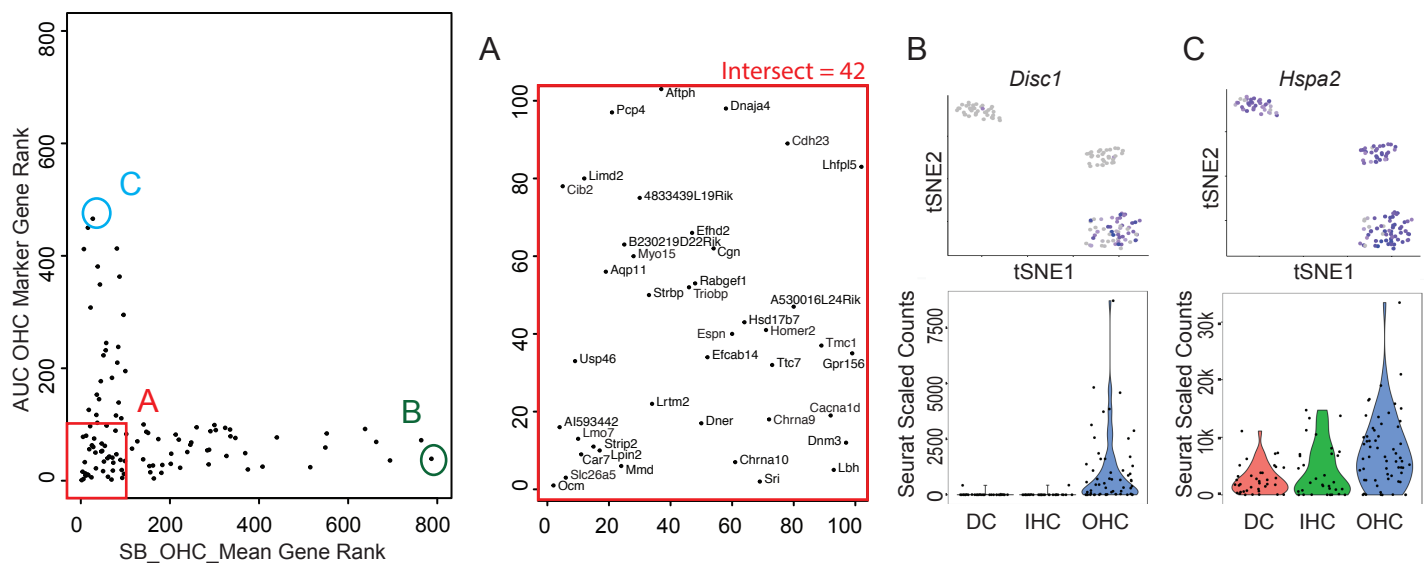 800
600
400
200
0
AUC OHC Marker Gene Rank
C
A
B
0
200
400
600
800
SB_OHC_Mean Gene Rank
A
Intersect = 42
100
80
60
40
20
0
Aftph
Pcp4
Dnaja4
Cdh23
Lhfpl5
Limd2
Cib2
4833439L19Rik
Efhd2
B230219D22Rik
Cgn
Myo15
Aqp11
Rabgef1
Strbp
Triobp
A530016L24Rik
Hsd17b7
Espn
Homer2
Tmc1
Usp46
Efcab14
Ttc7
Gpr156
Lrtm2
Cacna1d
AI593442
Dner
Chrna9
Lmo7
Strip2
Dnm3
Car7
Lpin2
Mmd
Chrna10
Lbh
Slc26a5
Ocm
Sri
0
20
40
60
80
100
B
Disc1
tSNE2
tSNE1
Seurat Scaled Counts
7500
5000
2500
0
DC
IHC
OHC
C
Hspa2
tSNE2
tSNE1
Seurat Scaled Counts
30k
20k
10k
0
DC
IHC
OHC